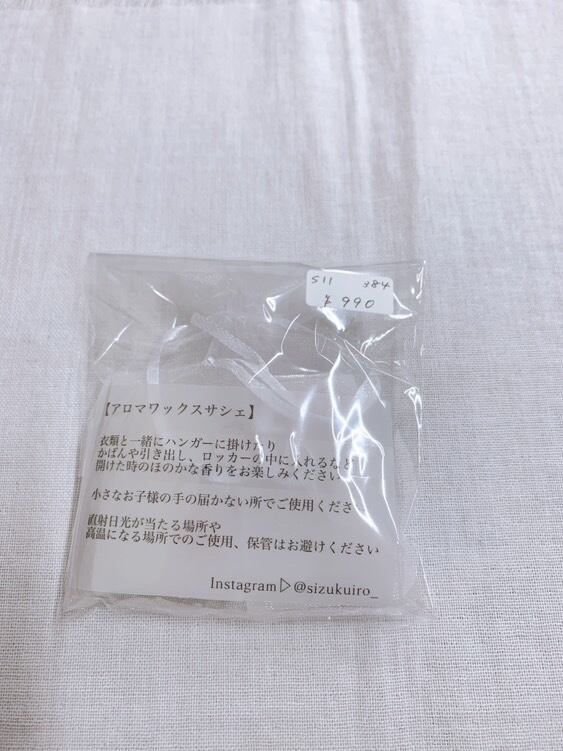 S11 384
¥ 990
【アロマワックスサシェ】
衣類と一緒にハンガーに掛けたり
かばんや引き出し、ロッカーの中に入れるなど
開けた時のほのかな香りをお楽しみください
小さなお子様の手の届かない所でご使用くださ
直射日光が当たる場所や
高温になる場所でのご使用、保管はお避けください
Instagram▷@sizukuiro_